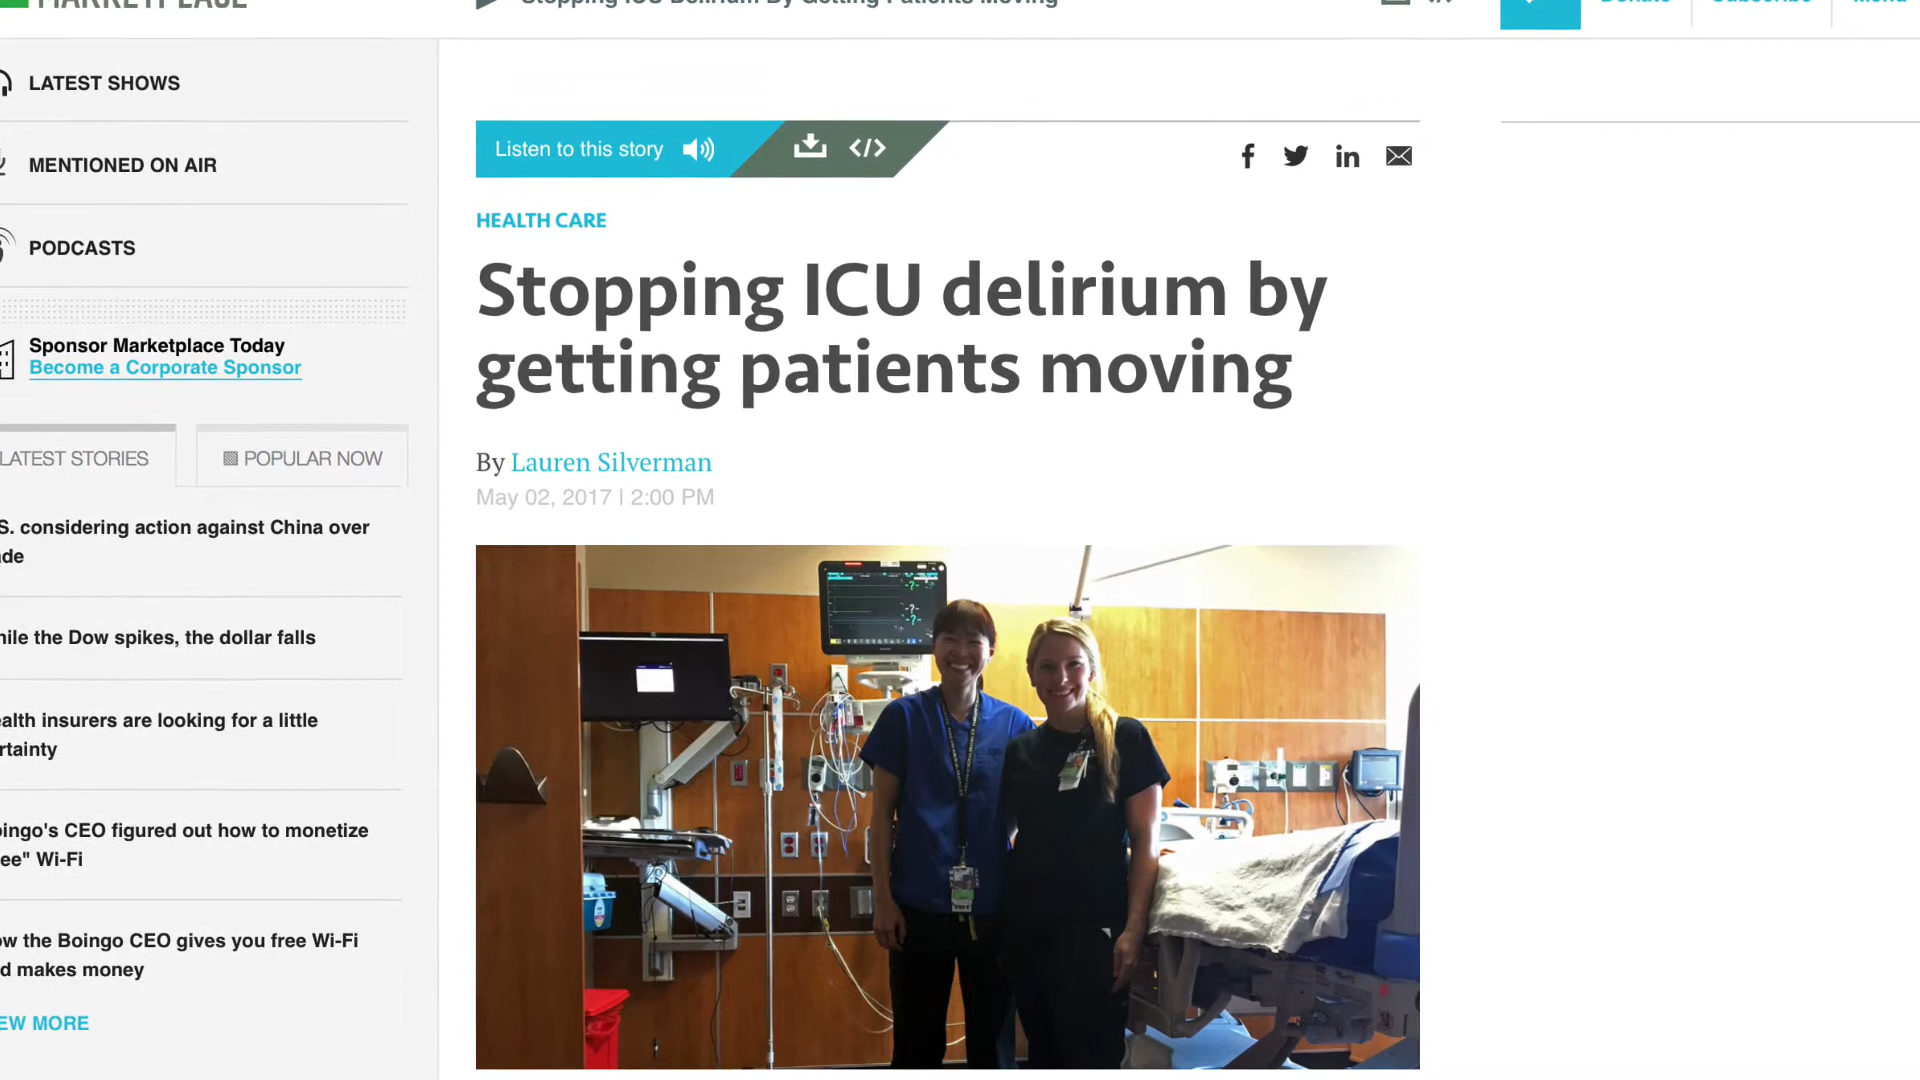 MARKETPLACE
Stopping ICU Delirium By Getting Patients Moving
Donate
Subscribe
Menu
LATEST SHOWS
MENTIONED ON AIR
PODCASTS
Sponsor Marketplace Today
Become a Corporate Sponsor
LATEST STORIES
POPULAR NOW
S. considering action against China over
de
ile the Dow spikes, the dollar falls
alth insurers are looking for a little
rtainty
ingo's CEO figured out how to monetize
ee" Wi-Fi
w the Boingo CEO gives you free Wi-Fi
d makes money
EW MORE
Listen to this story
HEALTH CARE
Stopping ICU delirium by
getting patients moving
By Lauren Silverman
May 02, 2017 | 2:00 PM